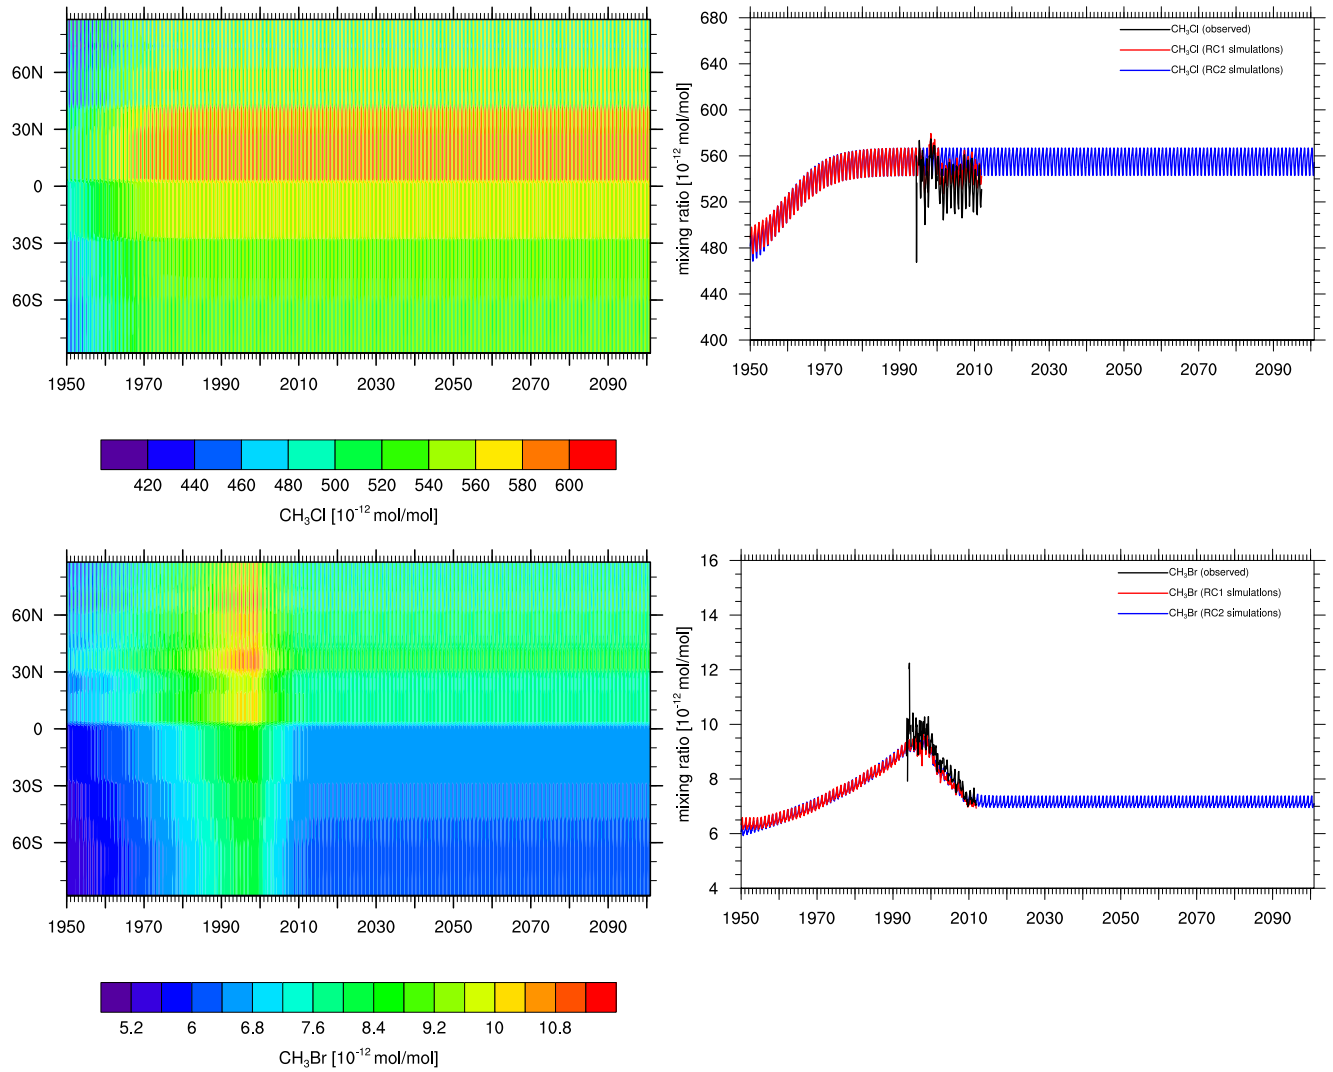 60N
30N
0
30S
60S
1950 1970 1990 2010 2030 2050 2070 2090
420 440 460 480 500 520 540 560 580 600
CH₃Cl [10⁻¹² mol/mol]
680
640
600
560
520
480
440
400
mixing ratio [10⁻¹² mol/mol]
CH₃Cl (observed)
CH₃Cl (RC1 sImulations)
CH₃Cl (RC2 sImulations)
1950 1970 1990 2010 2030 2050 2070 2090
60N
30N
0
30S
60S
1950 1970 1990 2010 2030 2050 2070 2090
5.2 6 6.8 7.6 8.4 9.2 10 10.8
CH₃Br [10⁻¹² mol/mol]
16
14
12
10
8
6
4
mixing ratio [10⁻¹² mol/mol]
CH₃Br (observed)
CH₃Br (RC1 sImulations)
CH₃Br (RC2 sImulations)
1950 1970 1990 2010 2030 2050 2070 2090